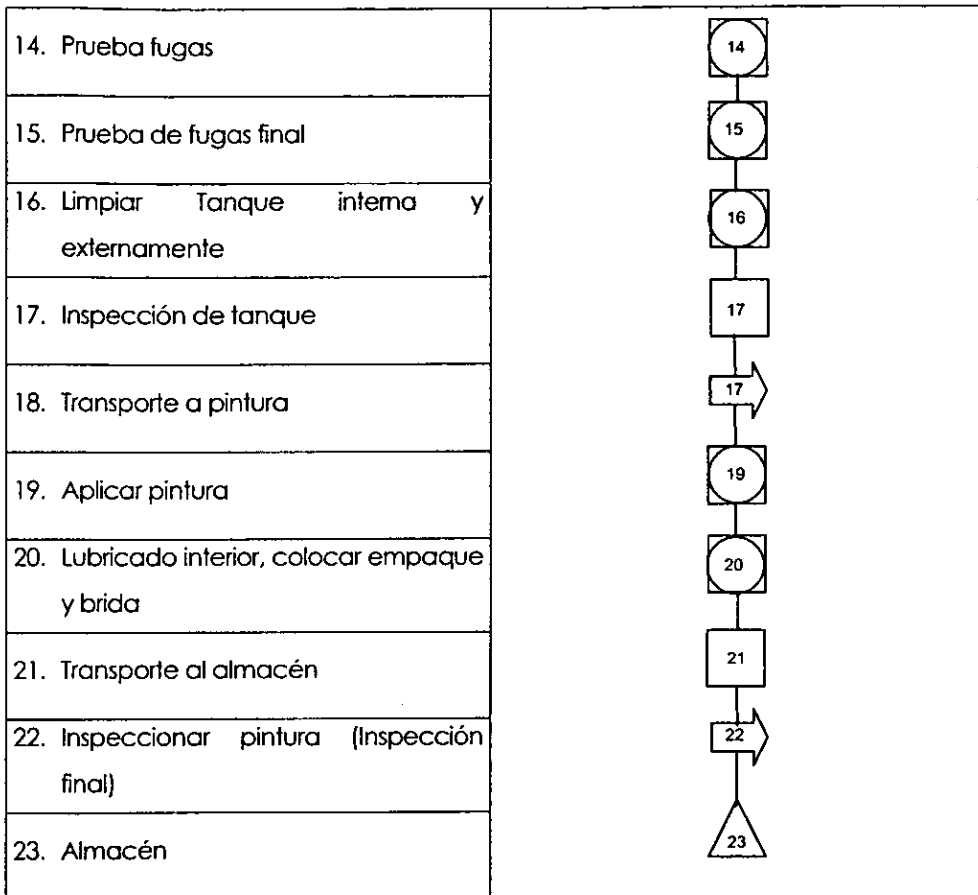 14. Prueba fugas
14
15. Prueba de fugas final
15
16. Limpiar Tanque interna y
externamente
16
17. Inspección de tanque
17
18. Transporte a pintura
17
19. Aplicar pintura
19
20. Lubricado interior, colocar empaque
y brida
20
21. Transporte al almacén
21
22. Inspeccionar pintura (Inspección
final)
22
23. Almacén
23